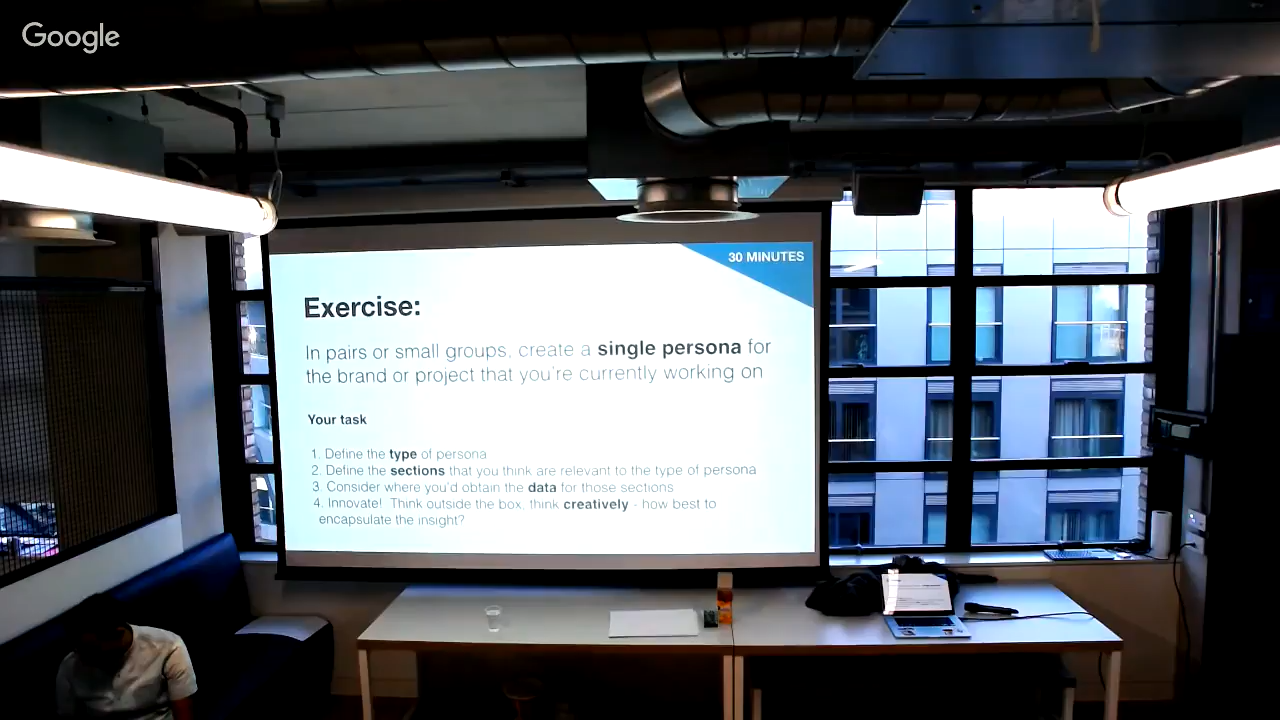 Google
30 MINUTES
Exercise:
In pairs or small groups, create a single persona for
the brand or project that you're currently working on
Your task
1. Define the type of persona
2. Define the sections that you think are relevant to the type of persona
3. Consider where you'd obtain the data for those sections
4. Innovate! Think outside the box, think creatively - how best to
encapsulate the insight?